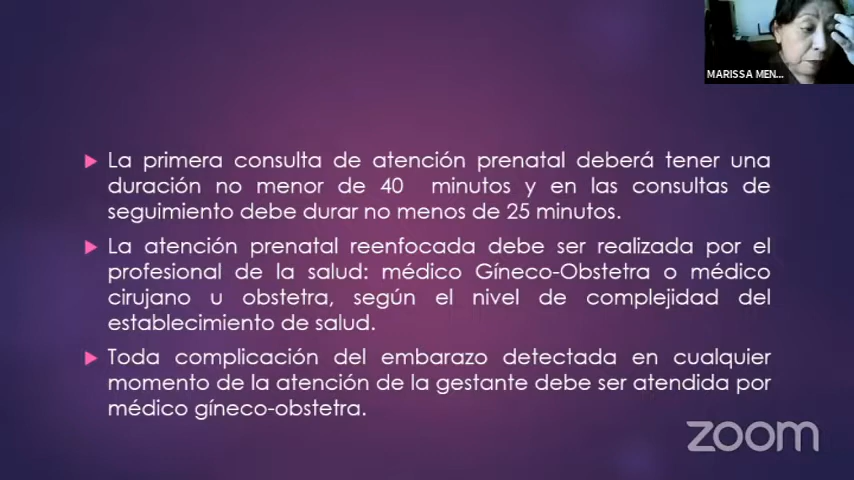 MARISSA MEN...
La primera consulta de atención prenatal deberá tener una
duración no menor de 40 minutos y en las consultas de
seguimiento debe durar no menos de 25 minutos.
La atención prenatal reenfocada debe ser realizada por el
profesional de la salud: médico Gíneco-Obstetra o médico
cirujano u obstetra, según el nivel de complejidad del
establecimiento de salud.
Toda complicación del embarazo detectada en cualquier
momento de la atención de la gestante debe ser atendida por
médico gíneco-obstetra.
zoom